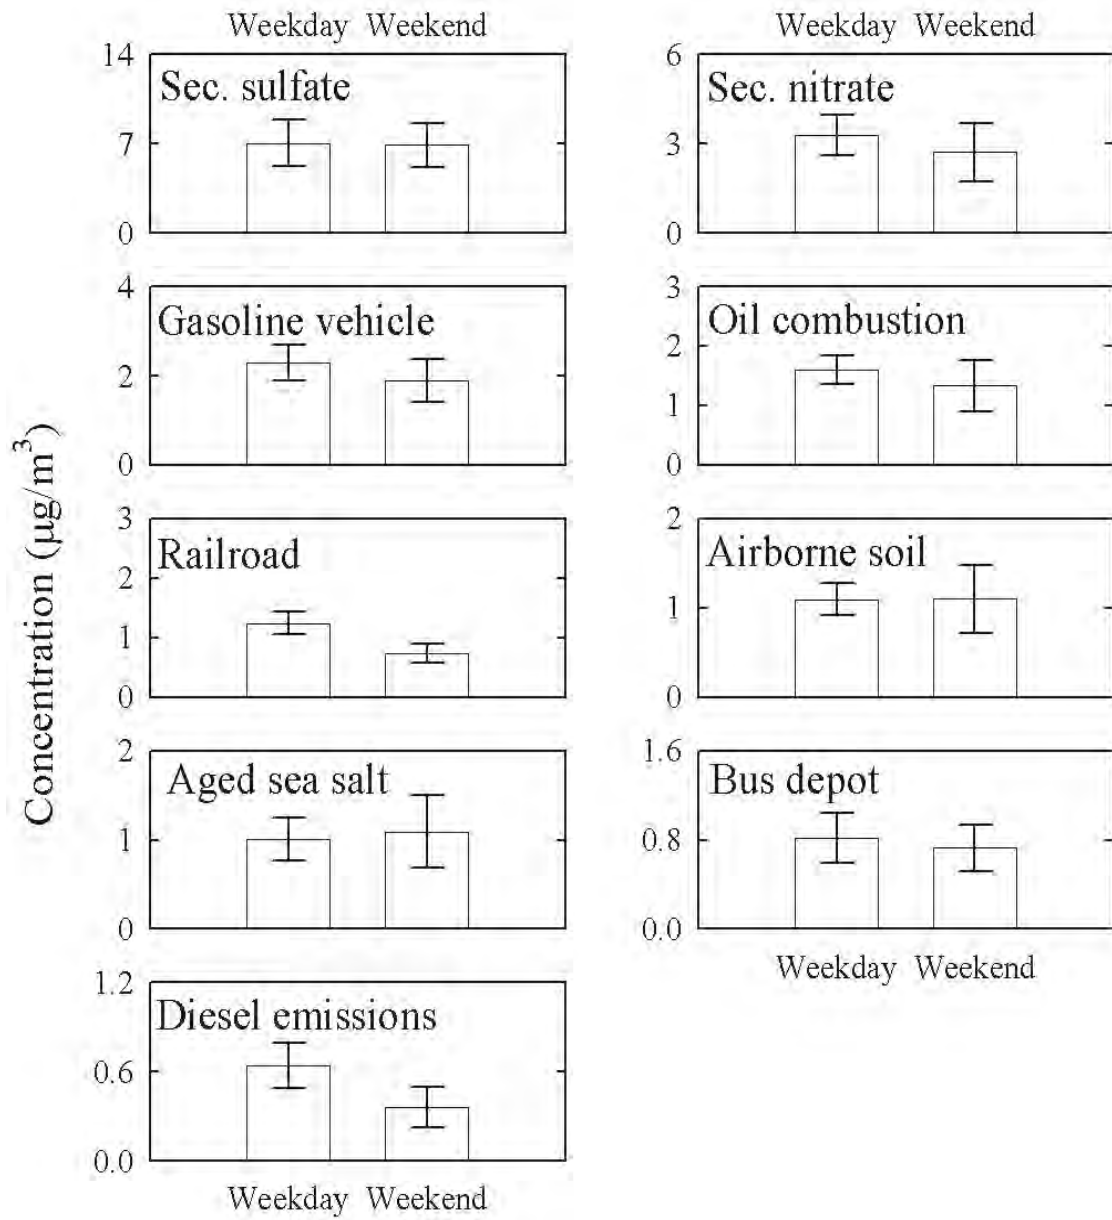 Weekday Weekend
Weekday Weekend
14
7
0
Sec. sulfate
6
3
0
Sec. nitrate
4
2
0
Gasoline vehicle
3
2
1
0
Oil combustion
Concentration (µg/m³)
3
2
1
0
Railroad
2
1
0
Airborne soil
2
1
0
Aged sea salt
1.6
0.8
0.0
Bus depot
Weekday Weekend
1.2
0.6
0.0
Diesel emissions
Weekday Weekend